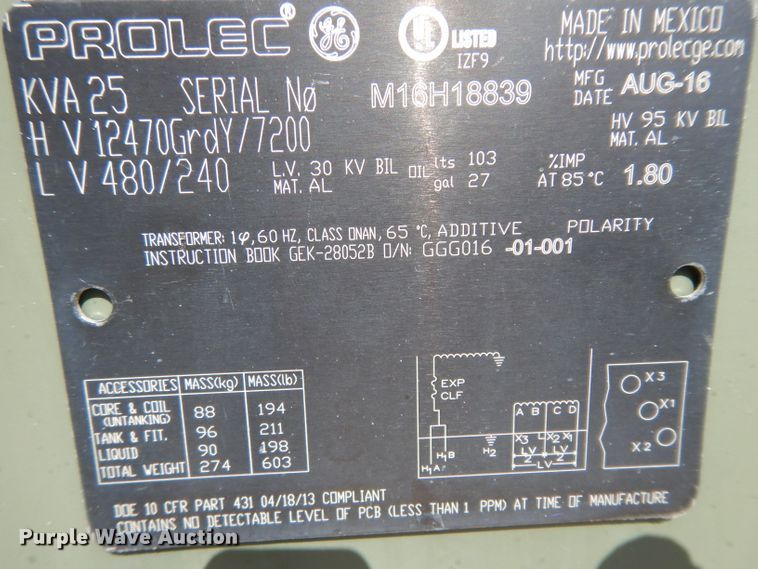 PROLEC GE UL LISTED MADE IN MEXICO
IZF9 http://www.prolecge.com
KVA 25 SERIAL Nø M16H18839 MFG DATE AUG-16
H V 12470GrdY/7200 HV 95 KV BIL
MAT. AL
L V 480/240 L.V. 30 KV BIL MAT. AL OIL lts 103 gal 27 %IMP AT 85°C 1.80
TRANSFORMER: 1φ, 60 HZ, CLASS ONAN, 65 °C, ADDITIVE POLARITY
INSTRUCTION BOOK GEK-28052B O/N: GGG016 -01-001
ACCESSORIES MASS(kg) MASS(lb)
CORE & COIL (UNTANKING) 88 194
TANK & FIT. 96 211
LIQUID 90 198
TOTAL WEIGHT 274 603
EXP
CLF
A B C D
X3 X2 X1
H1A H1B H2
LV LV
2 2
LV
X3
X1
X2
DOE 10 CFR PART 431 04/18/13 COMPLIANT
CONTAINS NO DETECTABLE LEVEL OF PCB (LESS THAN 1 PPM) AT TIME OF MANUFACTURE
Purple Wave Auction